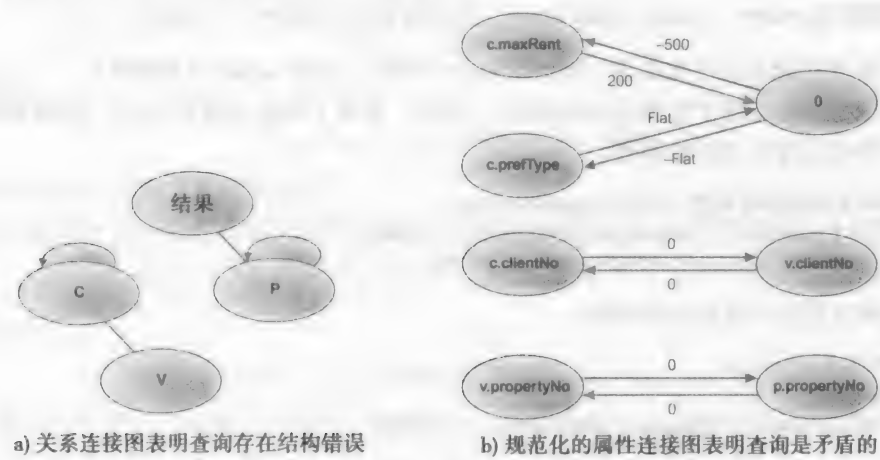 结果
C
P
V
a) 关系连接图表明查询存在结构错误
c.maxRent
–500
200
0
Flat
–Flat
c.prefType
c.clientNo
0
0
v.clientNo
v.propertyNo
0
0
p.propertyNo
b) 规范化的属性连接图表明查询是矛盾的